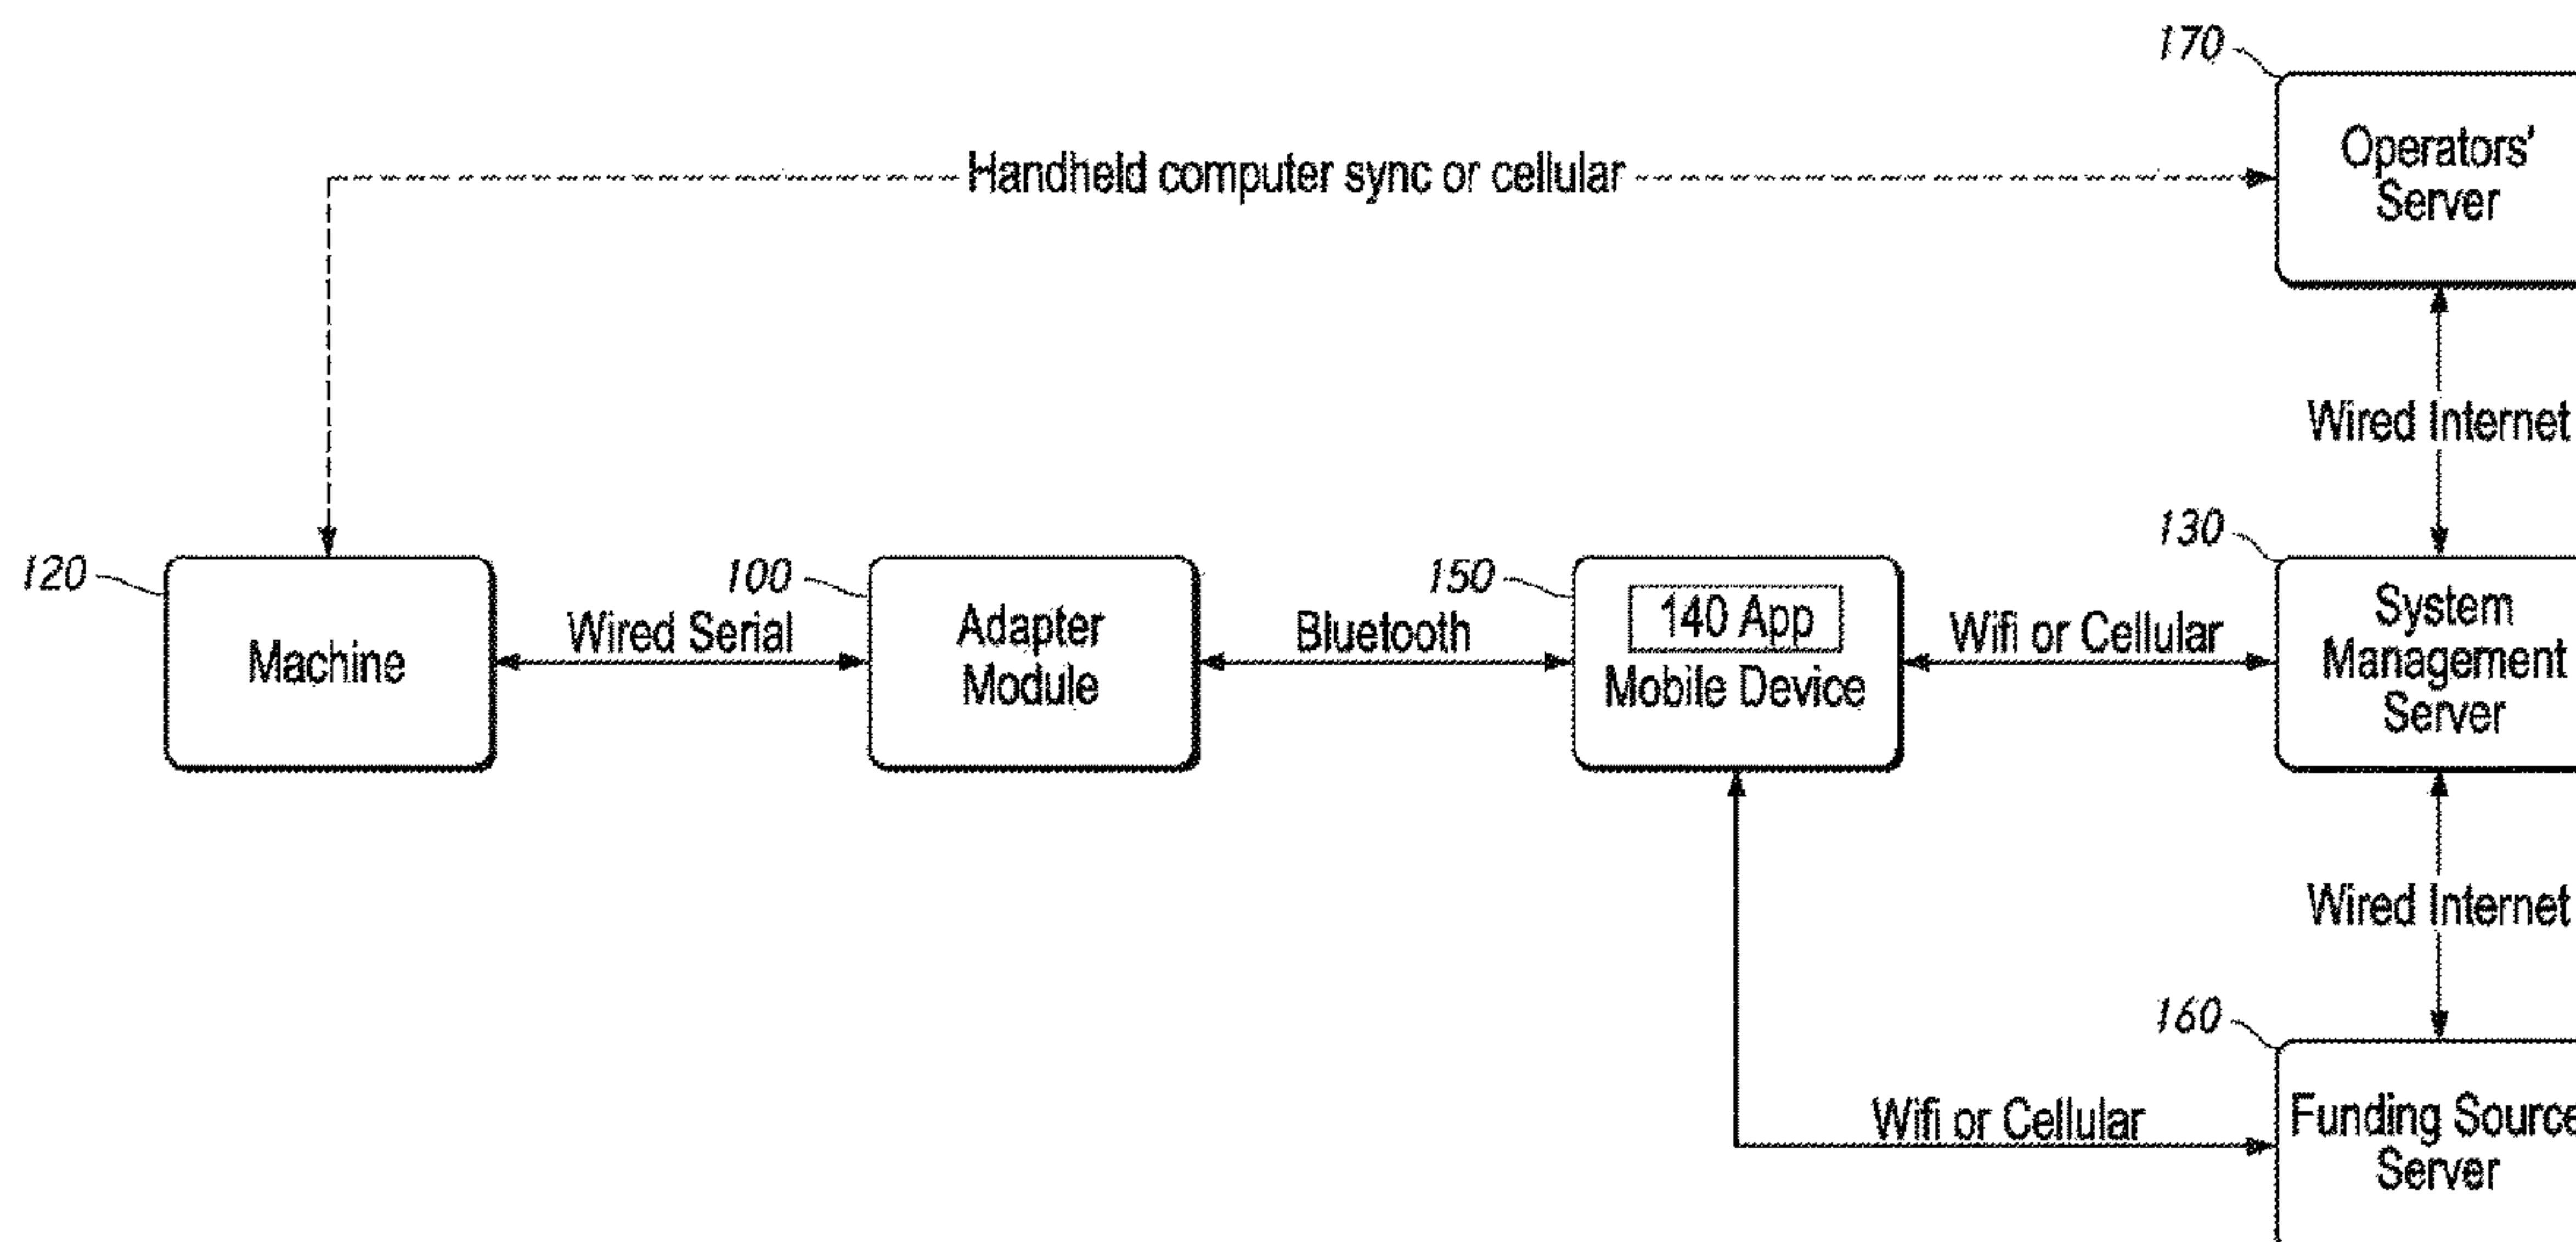 170
Operators'
Server
Handheld computer sync or cellular
Wired Internet
120
Machine
Wired Serial
100
Adapter
Module
Bluetooth
150
140 App
Mobile Device
Wifi or Cellular
130
System
Management
Server
Wired Internet
160
Funding Source
Server
Wifi or Cellular